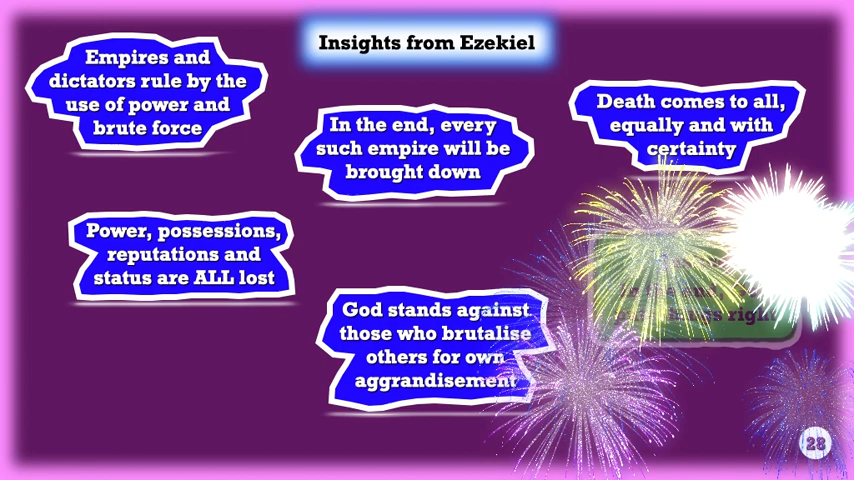 Insights from Ezekiel
Empires and
dictators rule by the
use of power and
brute force
In the end, every
such empire will be
brought down
Death comes to all,
equally and with
certainty
Power, possessions,
reputations and
status are ALL lost
God stands against
those who brutalise
others for own
aggrandisement
right
28